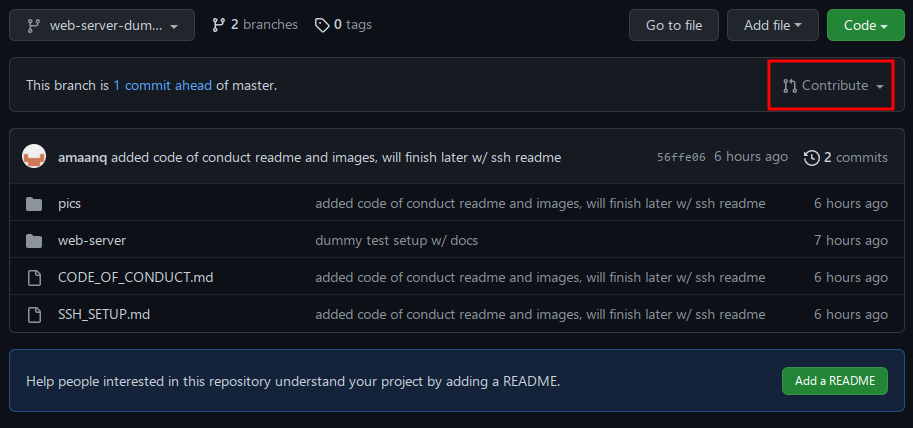 web-server-dum... 2 branches 0 tags Go to file Add file Code
This branch is 1 commit ahead of master. Contribute
amaanq added code of conduct readme and images, will finish later w/ ssh readme 56ffe06 6 hours ago 2 commits
pics added code of conduct readme and images, will finish later w/ ssh readme 6 hours ago
web-server dummy test setup w/ docs 7 hours ago
CODE_OF_CONDUCT.md added code of conduct readme and images, will finish later w/ ssh readme 6 hours ago
SSH_SETUP.md added code of conduct readme and images, will finish later w/ ssh readme 6 hours ago
Help people interested in this repository understand your project by adding a README. Add a README